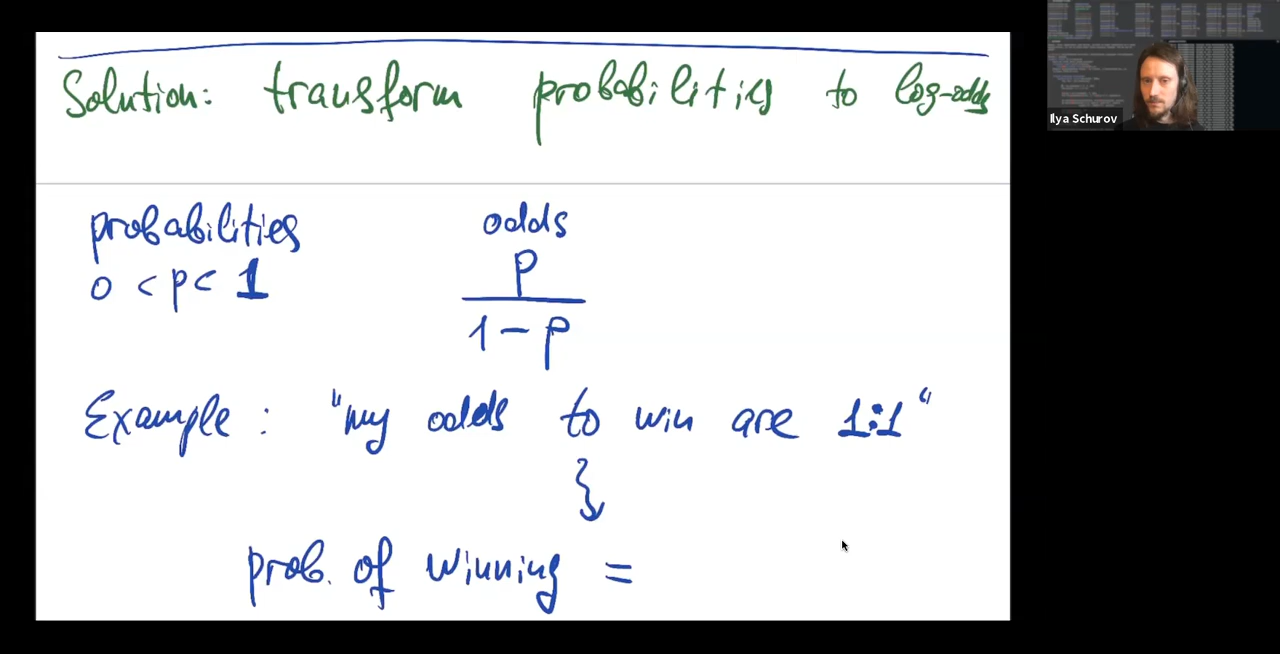 Solution: transform probabilities to log-odds
probabilities odds
0 < p < 1
p
1 - p
Example: "my odds to win are 1:1"
prob. of winning =
Ilya Schurov